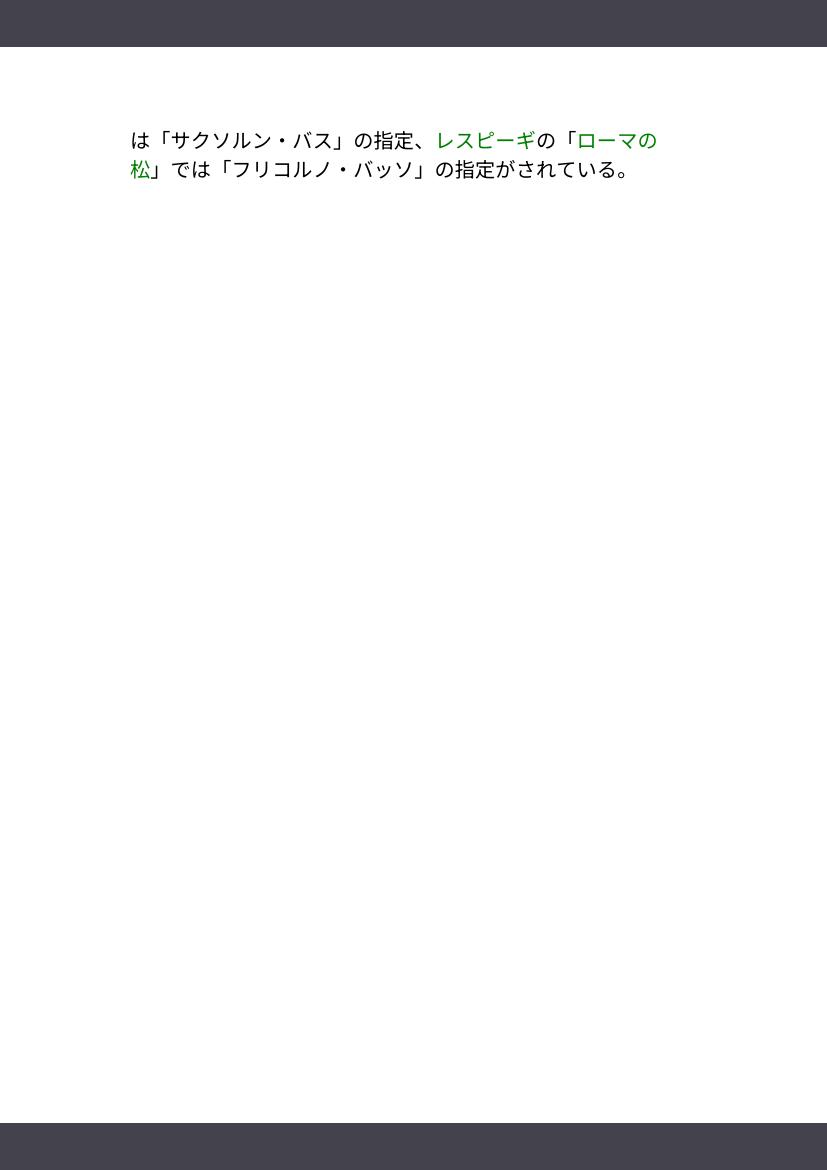 は「サクソルン・バス」の指定、レスピーギの「ローマの
松」では「フリコルノ・バッソ」の指定がされている。